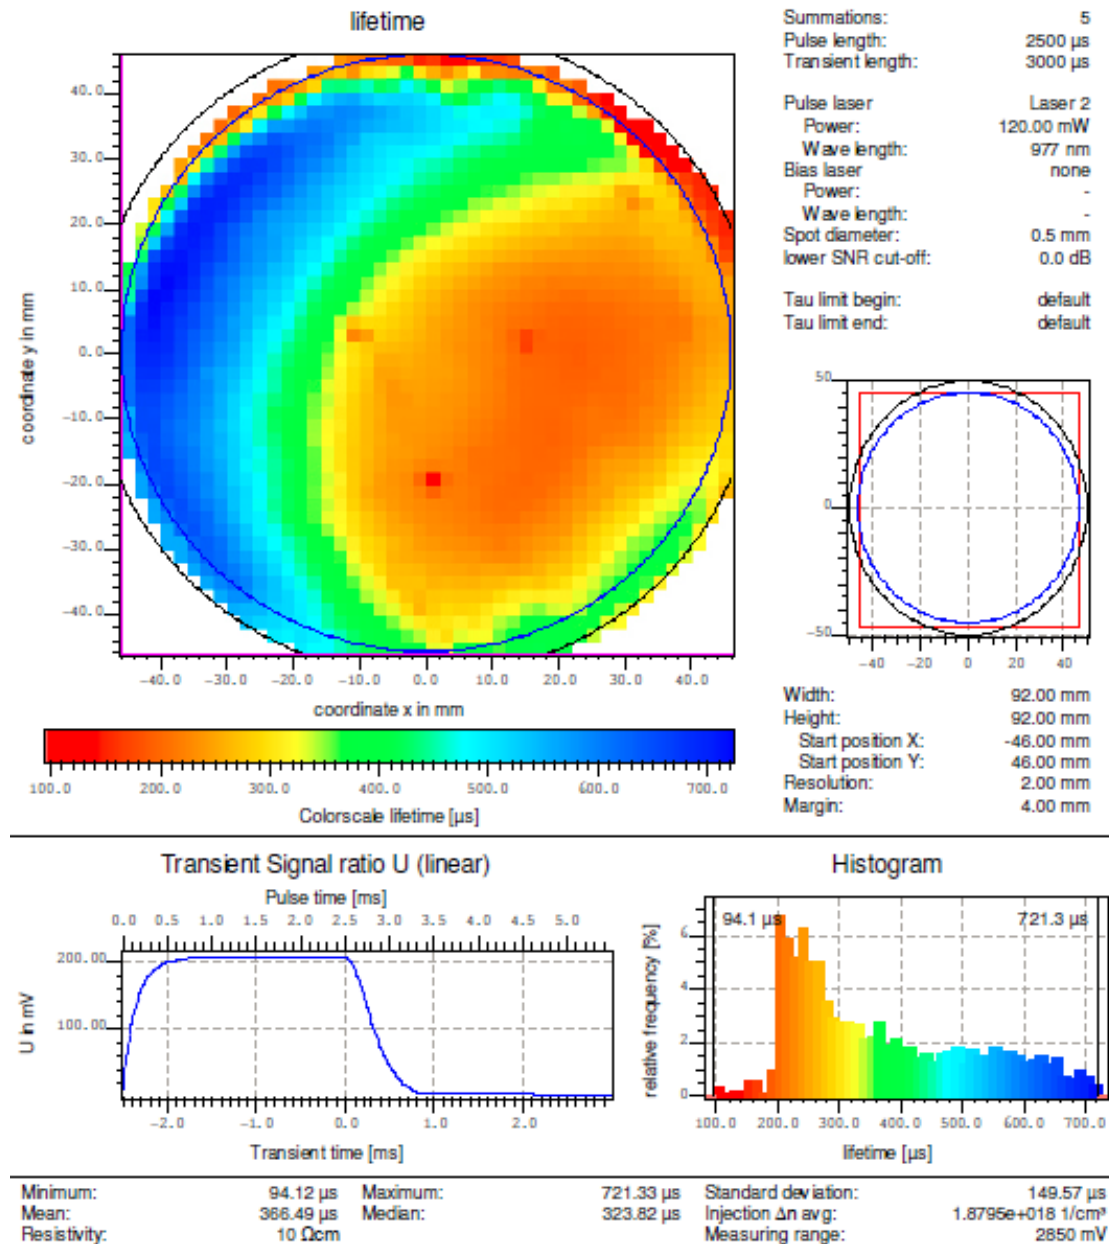 lifetime
40.0
30.0
20.0
10.0
0.0
-10.0
-20.0
-30.0
-40.0
coordinate y in mm
-40.0 -30.0 -20.0 -10.0 0.0 10.0 20.0 30.0 40.0
coordinate x in mm
100.0 200.0 300.0 400.0 500.0 600.0 700.0
Colorscale lifetime [µs]
Summations: 5
Pulse length: 2500 µs
Transient length: 3000 µs
Pulse laser Laser 2
Power: 120.00 mW
Wave length: 977 nm
Bias laser none
Power: -
Wave length: -
Spot diameter: 0.5 mm
lower SNR cut-off: 0.0 dB
Tau limit begin: default
Tau limit end: default
50
0
-50
-40 -20 0 20 40
Width: 92.00 mm
Height: 92.00 mm
Start position X: -46.00 mm
Start position Y: 46.00 mm
Resolution: 2.00 mm
Margin: 4.00 mm
Transient Signal ratio U (linear)
Pulse time [ms]
0.0 0.5 1.0 1.5 2.0 2.5 3.0 3.5 4.0 4.5 5.0
200.00
100.00
U in mV
-2.0 -1.0 0.0 1.0 2.0
Transient time [ms]
Histogram
94.1 µs 721.3 µs
6
4
2
0
relative frequency [%]
100.0 200.0 300.0 400.0 500.0 600.0 700.0
lifetime [µs]
Minimum: 94.12 µs Maximum: 721.33 µs Standard deviation: 149.57 µs
Mean: 366.49 µs Median: 323.82 µs Injection Δn avg: 1.8795e+018 1/cm³
Resistivity: 10 Ωcm Measuring range: 2850 mV